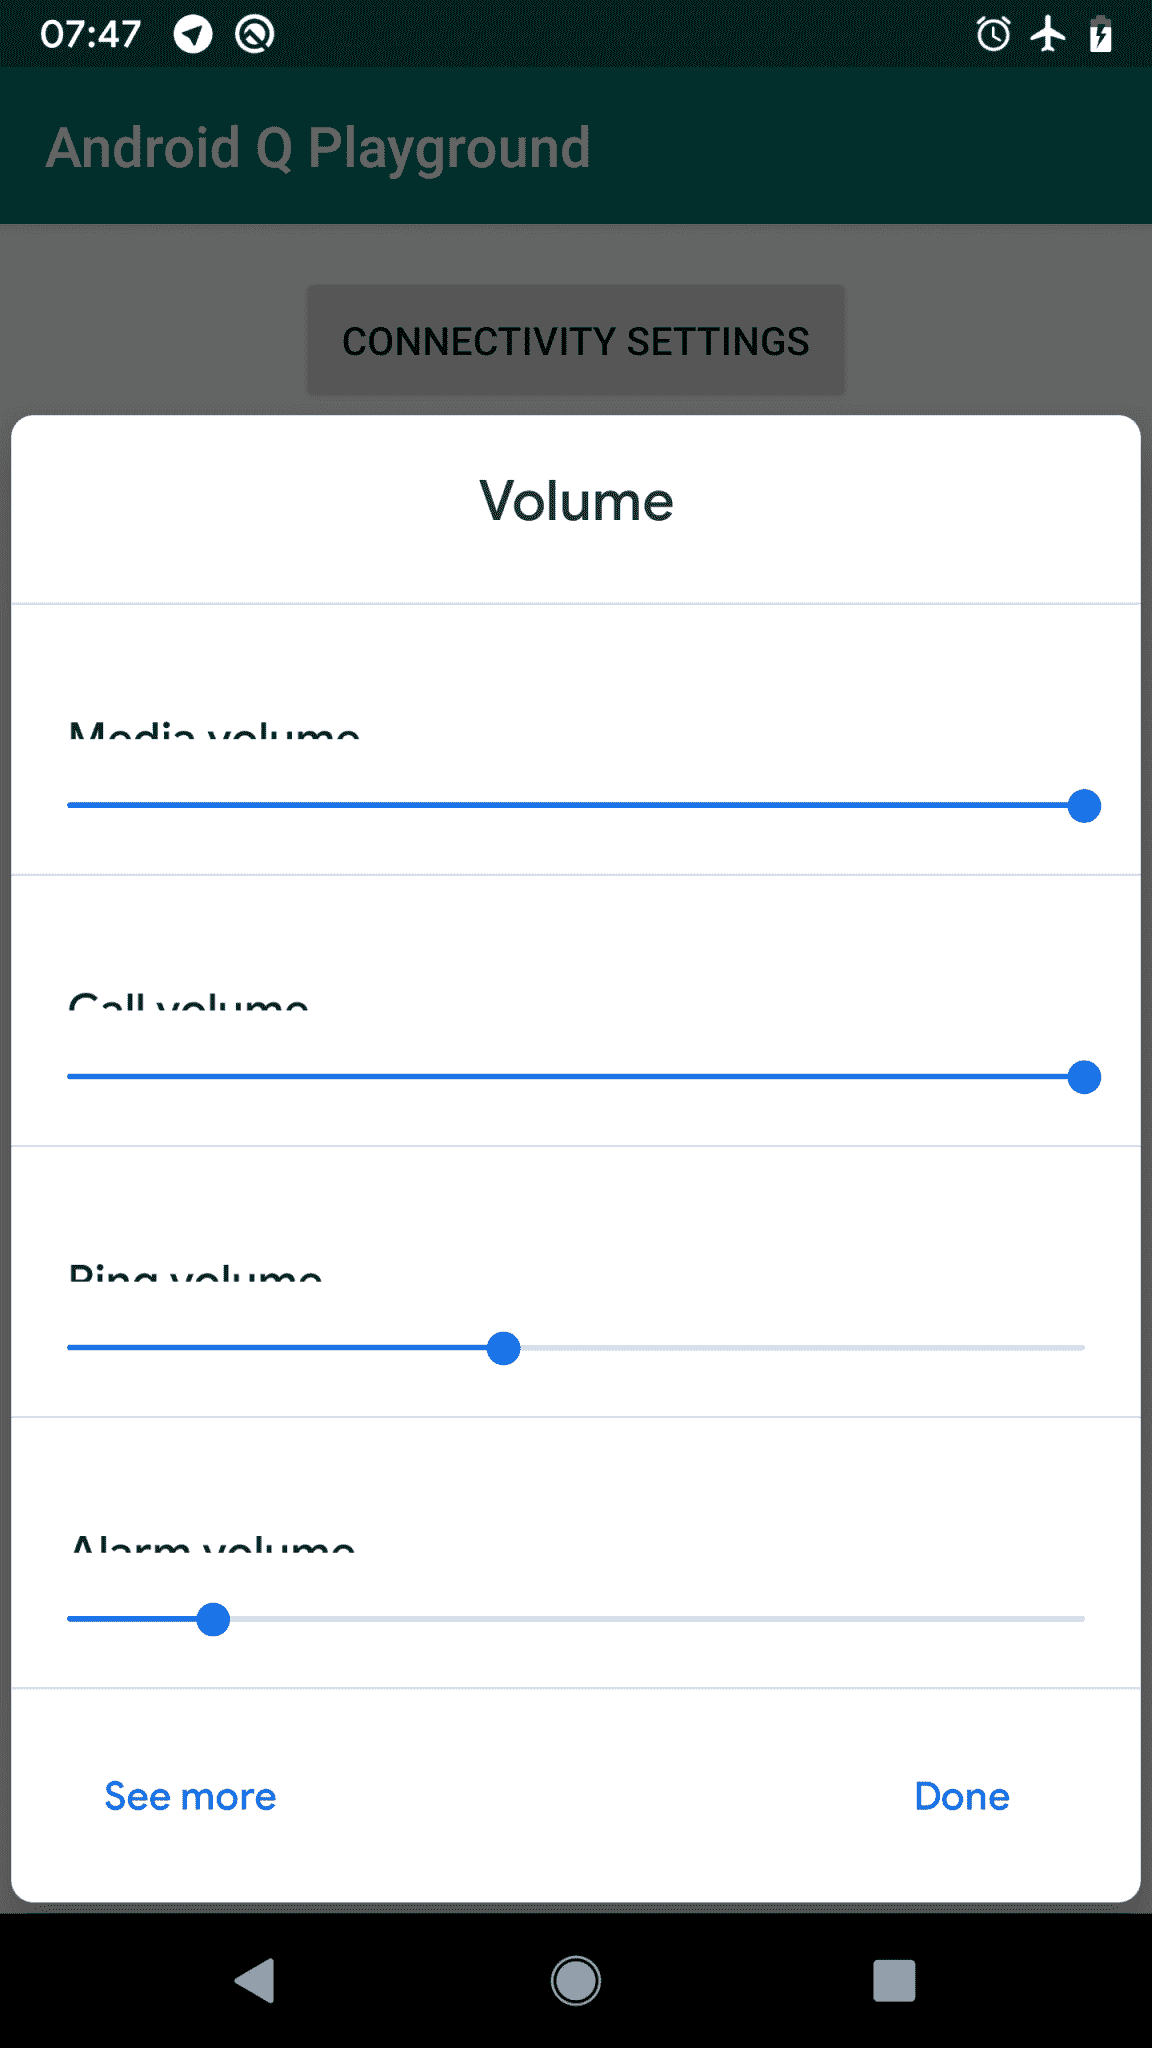 07:47
Android Q Playground
CONNECTIVITY SETTINGS
Volume
Media volume
Call volume
Ring volume
Alarm volume
See more
Done